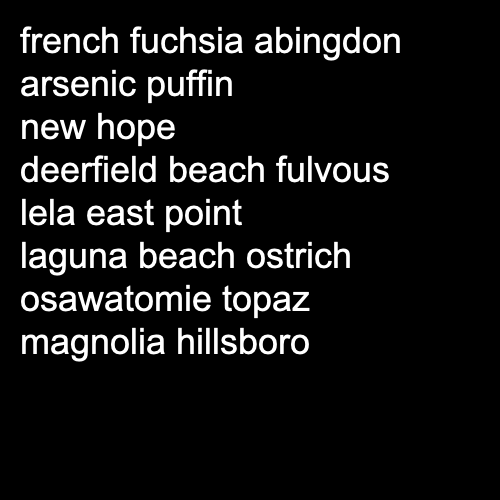 french fuchsia abingdon
arsenic puffin
new hope
deerfield beach fulvous
lela east point
laguna beach ostrich
osawatomie topaz
magnolia hillsboro